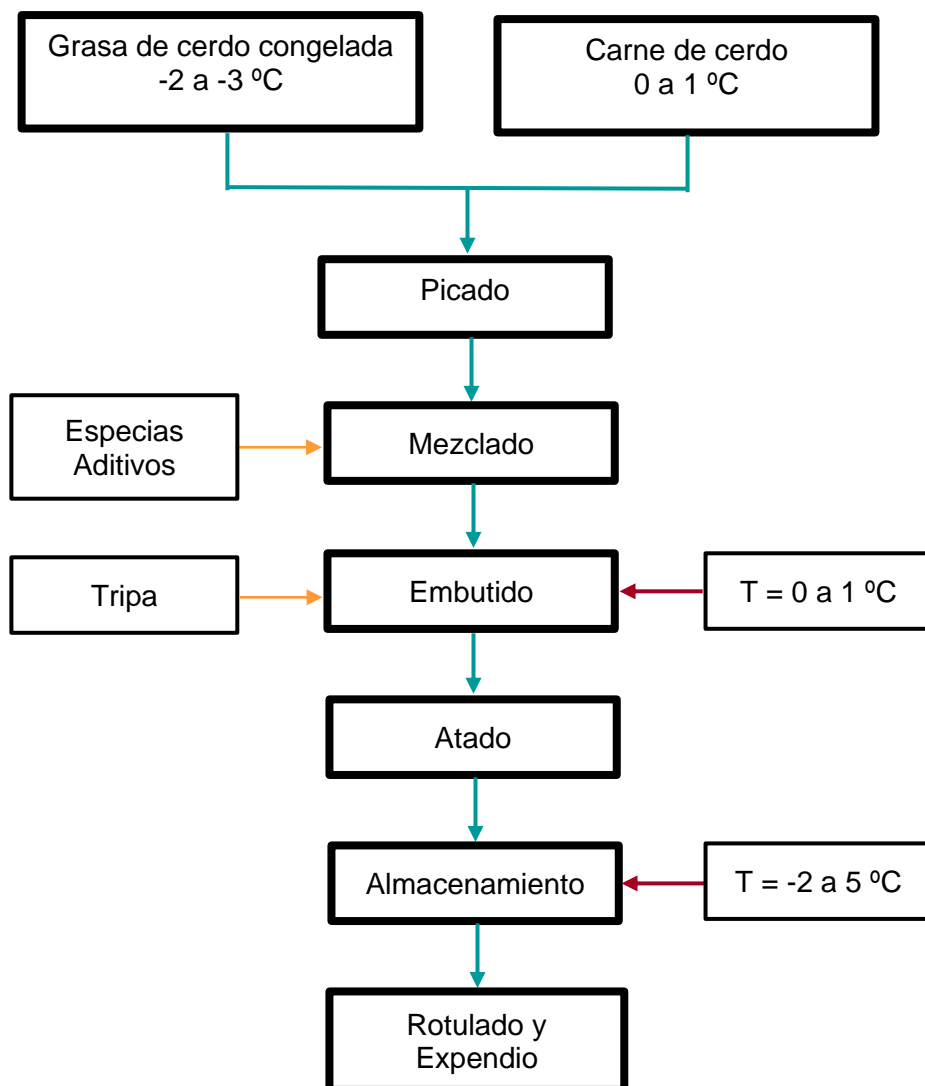 Grasa de cerdo congelada
-2 a -3 ºC
Carne de cerdo
0 a 1 ºC
Picado
Especias
Aditivos
Mezclado
Tripa
Embutido
T = 0 a 1 ºC
Atado
Almacenamiento
T = -2 a 5 ºC
Rotulado y
Expendio